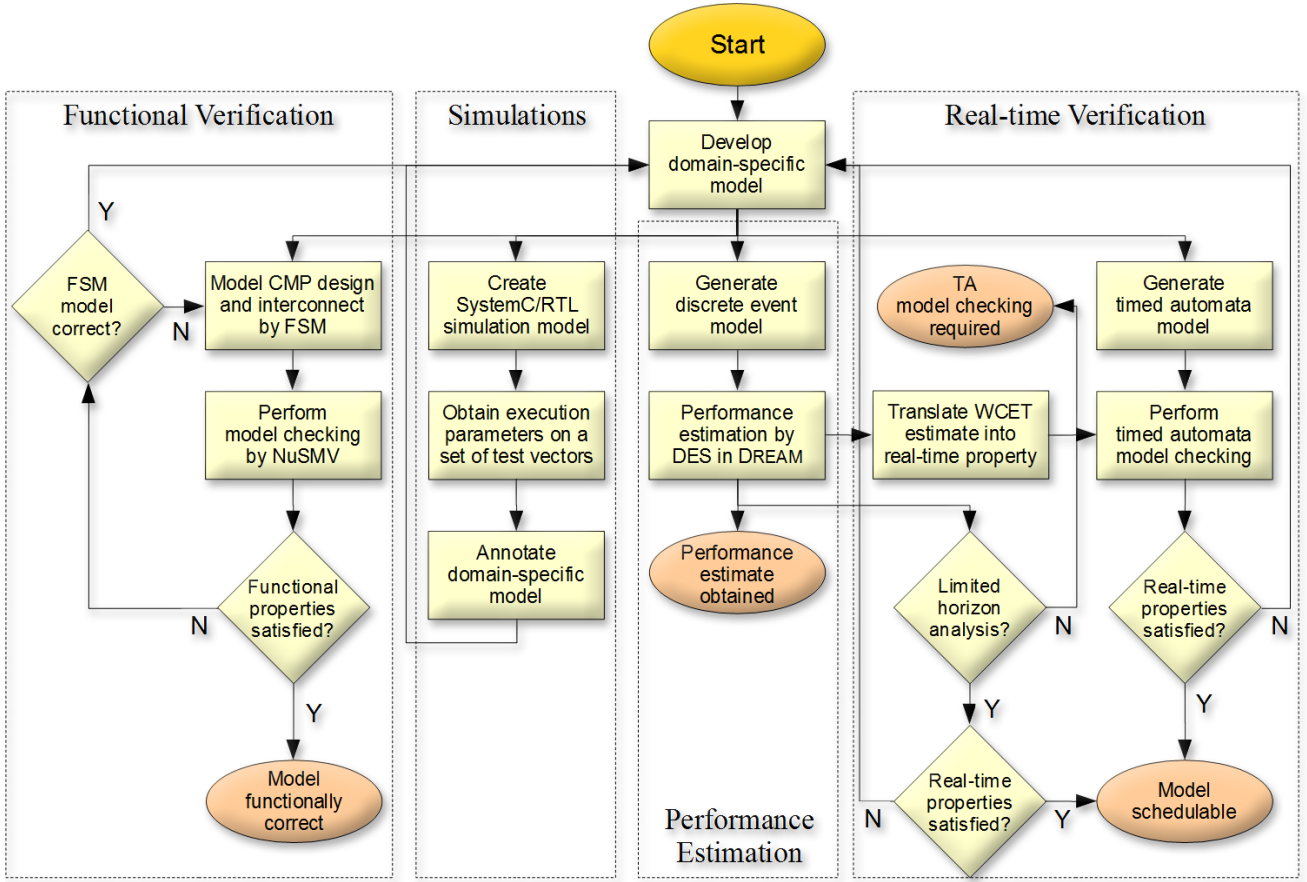 Start
Functional Verification
Simulations
Real-time Verification
Develop
domain-specific
model
Y
FSM
model
correct?
N
Model CMP design
and interconnect
by FSM
Create
SystemC/RTL
simulation model
Generate
discrete event
model
TA
model checking
required
Generate
timed automata
model
Perform
model checking
by NuSMV
Obtain execution
parameters on a
set of test vectors
Performance
estimation by
DES in DREAM
Translate WCET
estimate into
real-time property
Perform
timed automata
model checking
Functional
properties
satisfied?
N
Y
Annotate
domain-specific
model
Performance
estimate
obtained
Limited
horizon
analysis?
N
Y
Real-time
properties
satisfied?
N
Y
Model
functionally
correct
Performance
Estimation
Real-time
properties
satisfied?
N
Y
Model
schedulable